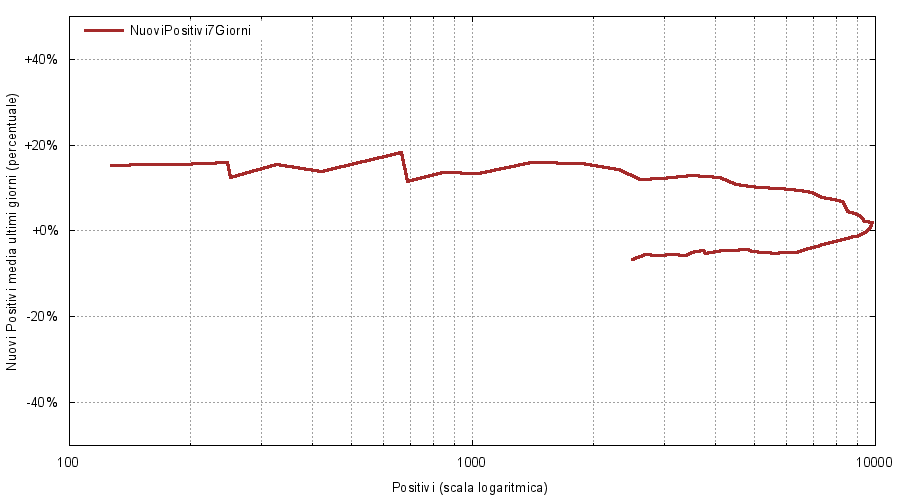 NuoviPositivi7Giorni
+40%
+20%
+0%
-20%
-40%
Nuovi Positivi media ultimi giorni (percentuale)
100
1000
10000
Positivi (scala logaritmica)